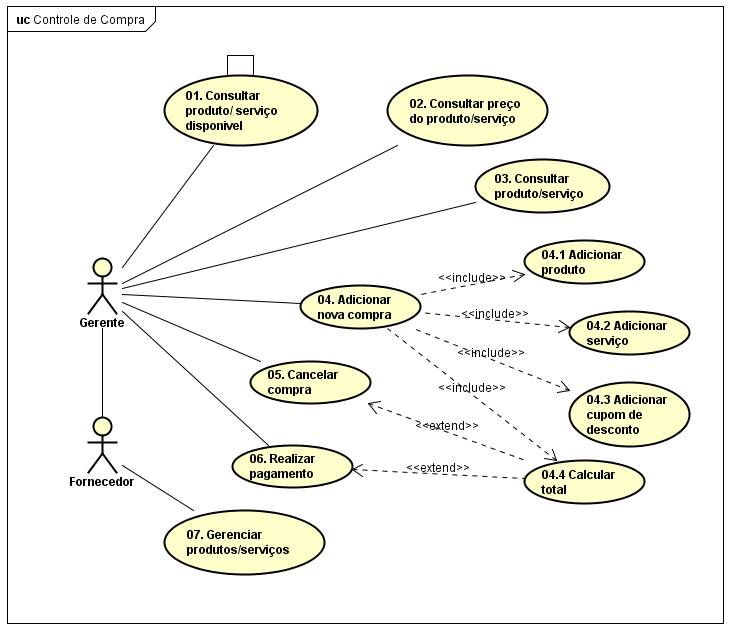 uc Controle de Compra
01. Consultar
produto/ serviço
disponivel
02. Consultar preço
do produto/serviço
03. Consultar
produto/serviço
04.1 Adicionar
produto
<<include>>
04. Adicionar
nova compra
Gerente
<<include>>
04.2 Adicionar
serviço
<<include>>
05. Cancelar
compra
<<include>>
04.3 Adicionar
cupom de
desconto
<<extend>>
06. Realizar
pagamento
<<extend>>
04.4 Calcular
total
Fornecedor
07. Gerenciar
produtos/serviços